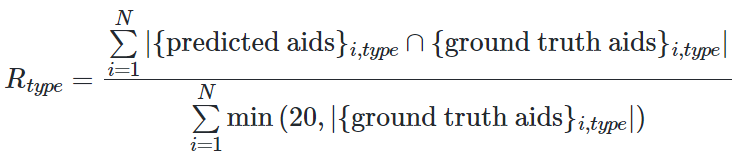 R_{type} = \frac{\sum_{i=1}^{N} |\{\text{predicted aids}\}_{i,type} \cap \{\text{ground truth aids}\}_{i,type}|}{\sum_{i=1}^{N} \min(20, |\{\text{ground truth aids}\}_{i,type}|)}